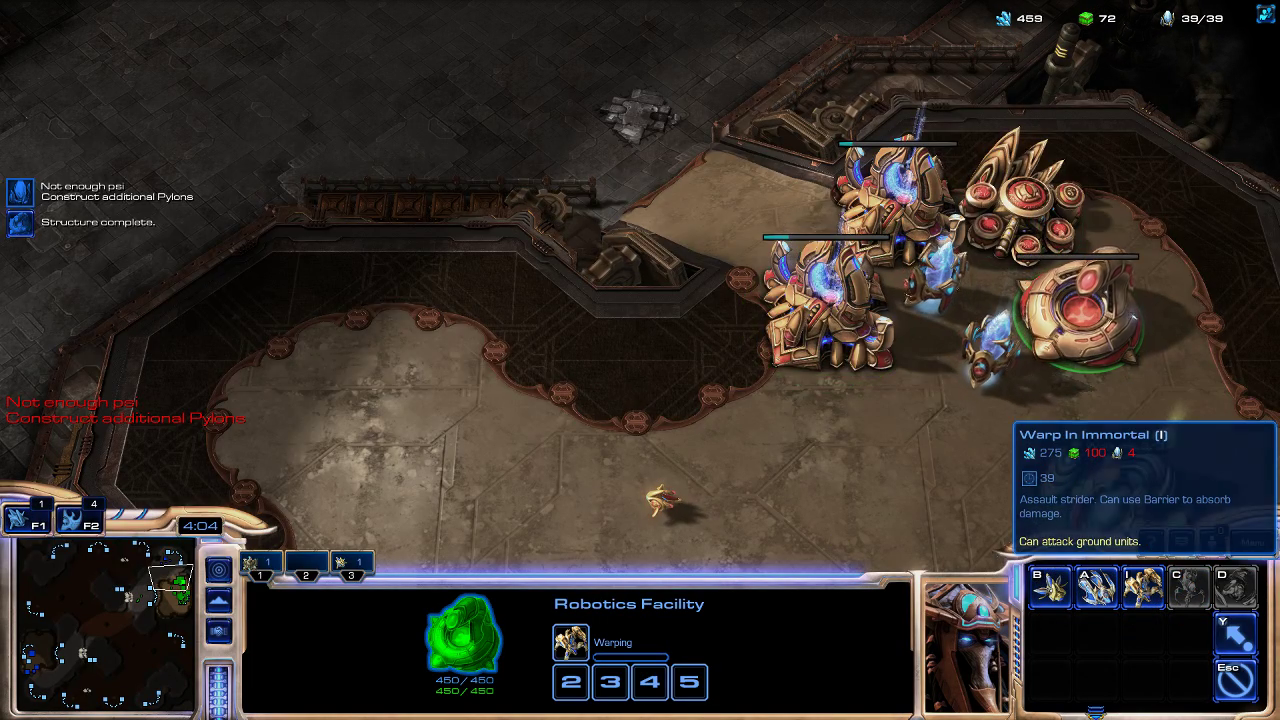 459 72 39/39
Not enough psi
Construct additional Pylons
Structure complete.
Not enough psi
Construct additional Pylons
Warp In Immortal (I)
275 100 4
39
Assault strider. Can use Barrier to absorb
damage.
Can attack ground units.
1 4
F1 F2
4:04
1 1
1 2 3
Robotics Facility
Warping
2 3 4 5
450/450
450/450
B A I C D
Y
Esc